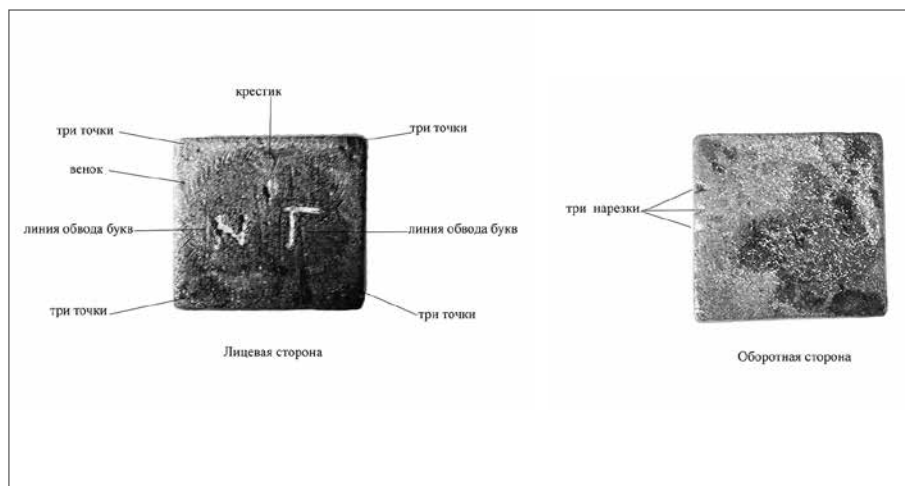 крестик
три точки
три точки
венок
линия обвода букв
N Г
линия обвода букв
три точки
три точки
Лицевая сторона
три нарезки
Оборотная сторона